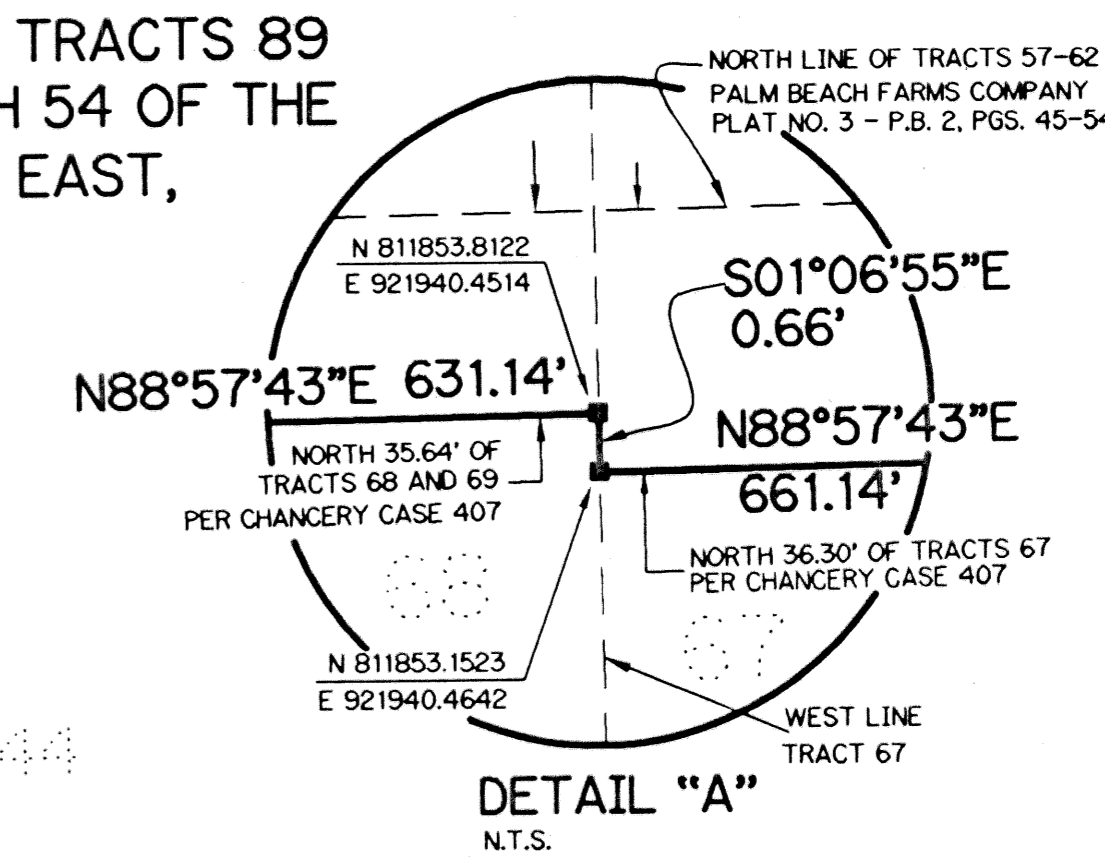 TRACTS 89
H 54 OF THE
EAST,
NORTH LINE OF TRACTS 57-62
PALM BEACH FARMS COMPANY
PLAT NO. 3 - P.B. 2, PGS. 45-54
N 811853.8122
E 921940.4514
S01°06'55"E
0.66'
N88°57'43"E 631.14'
NORTH 35.64' OF
TRACTS 68 AND 69
PER CHANCERY CASE 407
N88°57'43"E
661.14'
NORTH 36.30' OF TRACTS 67
PER CHANCERY CASE 407
68
67
N 811853.1523
E 921940.4642
WEST LINE
TRACT 67
44
DETAIL "A"
N.T.S.